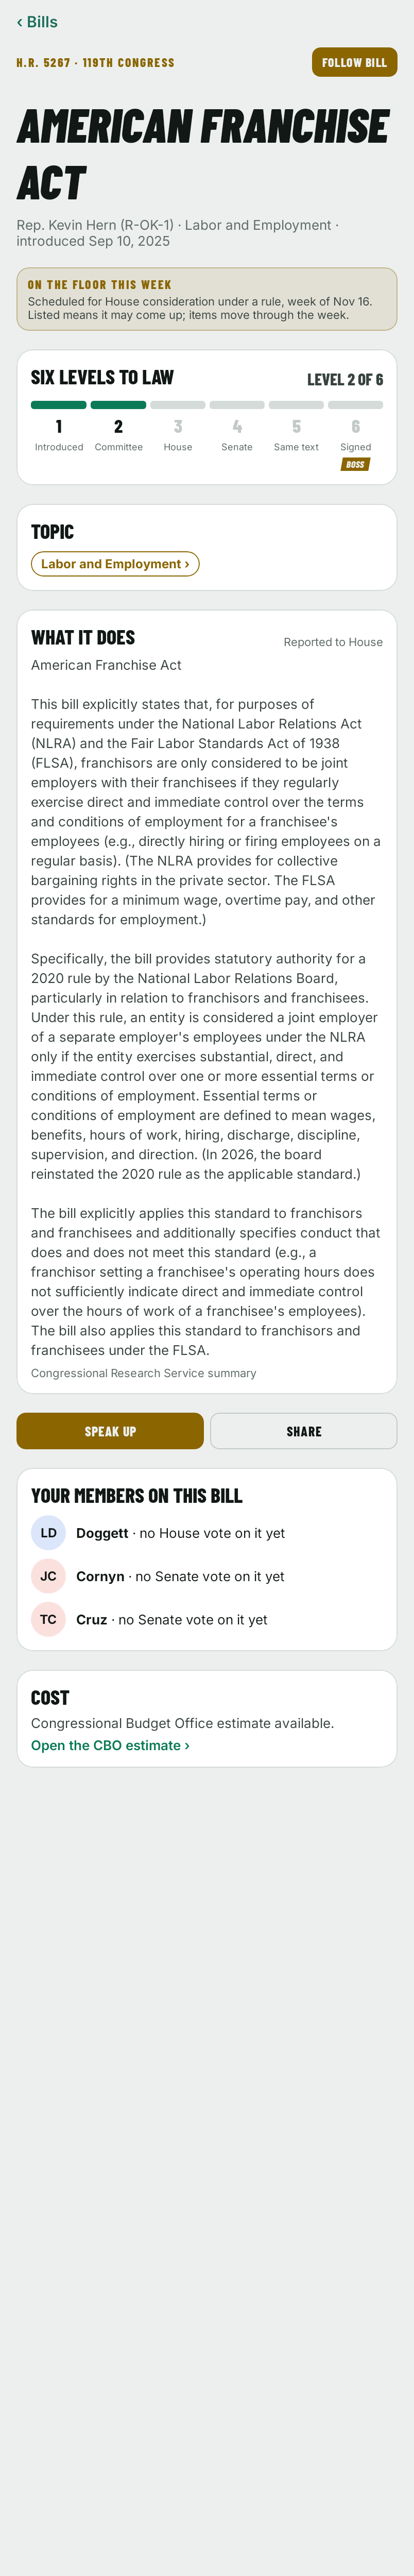 ‹ Bills
H.R. 5267 · 119TH CONGRESS
FOLLOW BILL
AMERICAN FRANCHISE
ACT
Rep. Kevin Hern (R-OK-1) · Labor and Employment ·
introduced Sep 10, 2025
ON THE FLOOR THIS WEEK
Scheduled for House consideration under a rule, week of Nov 16.
Listed means it may come up; items move through the week.
SIX LEVELS TO LAW
LEVEL 2 OF 6
1 2 3 4 5 6
Introduced Committee House Senate Same text Signed
BOSS
TOPIC
Labor and Employment ›
WHAT IT DOES
Reported to House
American Franchise Act
This bill explicitly states that, for purposes of
requirements under the National Labor Relations Act
(NLRA) and the Fair Labor Standards Act of 1938
(FLSA), franchisors are only considered to be joint
employers with their franchisees if they regularly
exercise direct and immediate control over the terms
and conditions of employment for a franchisee's
employees (e.g., directly hiring or firing employees on a
regular basis). (The NLRA provides for collective
bargaining rights in the private sector. The FLSA
provides for a minimum wage, overtime pay, and other
standards for employment.)
Specifically, the bill provides statutory authority for a
2020 rule by the National Labor Relations Board,
particularly in relation to franchisors and franchisees.
Under this rule, an entity is considered a joint employer
of a separate employer's employees under the NLRA
only if the entity exercises substantial, direct, and
immediate control over one or more essential terms or
conditions of employment. Essential terms or
conditions of employment are defined to mean wages,
benefits, hours of work, hiring, discharge, discipline,
supervision, and direction. (In 2026, the board
reinstated the 2020 rule as the applicable standard.)
The bill explicitly applies this standard to franchisors
and franchisees and additionally specifies conduct that
does and does not meet this standard (e.g., a
franchisor setting a franchisee's operating hours does
not sufficiently indicate direct and immediate control
over the hours of work of a franchisee's employees).
The bill also applies this standard to franchisors and
franchisees under the FLSA.
Congressional Research Service summary
SPEAK UP
SHARE
YOUR MEMBERS ON THIS BILL
LD Doggett · no House vote on it yet
JC Cornyn · no Senate vote on it yet
TC Cruz · no Senate vote on it yet
COST
Congressional Budget Office estimate available.
Open the CBO estimate ›